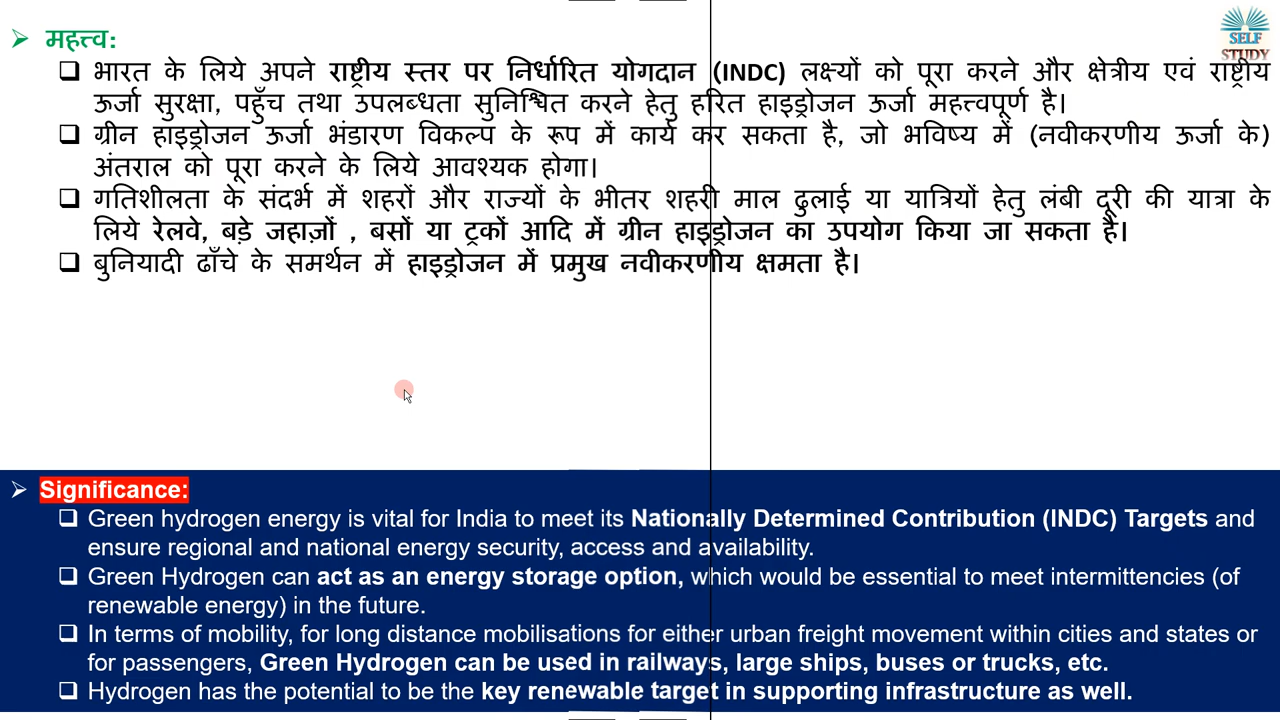 महत्त्व:
SELF
STUDY
भारत के लिये अपने राष्ट्रीय स्तर पर निर्धारित योगदान (INDC) लक्ष्यों को पूरा करने और क्षेत्रीय एवं राष्ट्रीय
ऊर्जा सुरक्षा, पहुँच तथा उपलब्धता सुनिश्चित करने हेतु हरित हाइड्रोजन ऊर्जा महत्त्वपूर्ण है।
ग्रीन हाइड्रोजन ऊर्जा भंडारण विकल्प के रूप में कार्य कर सकता है, जो भविष्य में (नवीकरणीय ऊर्जा के)
अंतराल को पूरा करने के लिये आवश्यक होगा।
गतिशीलता के संदर्भ में शहरों और राज्यों के भीतर शहरी माल ढुलाई या यात्रियों हेतु लंबी दूरी की यात्रा के
लिये रेलवे, बड़े जहाज़ों , बसों या ट्रकों आदि में ग्रीन हाइड्रोजन का उपयोग किया जा सकता है।
बुनियादी ढाँचे के समर्थन में हाइड्रोजन में प्रमुख नवीकरणीय क्षमता है।
Significance:
Green hydrogen energy is vital for India to meet its Nationally Determined Contribution (INDC) Targets and
ensure regional and national energy security, access and availability.
Green Hydrogen can act as an energy storage option, which would be essential to meet intermittencies (of
renewable energy) in the future.
In terms of mobility, for long distance mobilisations for either urban freight movement within cities and states or
for passengers, Green Hydrogen can be used in railways, large ships, buses or trucks, etc.
Hydrogen has the potential to be the key renewable target in supporting infrastructure as well.